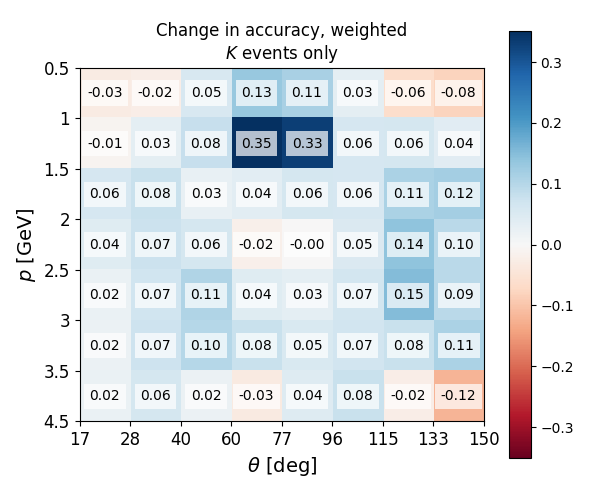 Change in accuracy, weighted
K events only
0.5
-0.03 -0.02 0.05 0.13 0.11 0.03 -0.06 -0.08
1
-0.01 0.03 0.08 0.35 0.33 0.06 0.06 0.04
1.5
0.06 0.08 0.03 0.04 0.06 0.06 0.11 0.12
2
0.04 0.07 0.06 -0.02 -0.00 0.05 0.14 0.10
2.5
0.02 0.07 0.11 0.04 0.03 0.07 0.15 0.09
3
0.02 0.07 0.10 0.08 0.05 0.07 0.08 0.11
3.5
0.02 0.06 0.02 -0.03 0.04 0.08 -0.02 -0.12
4.5
p [GeV]
17 28 40 60 77 96 115 133 150
θ [deg]
0.3
0.2
0.1
0.0
−0.1
−0.2
−0.3